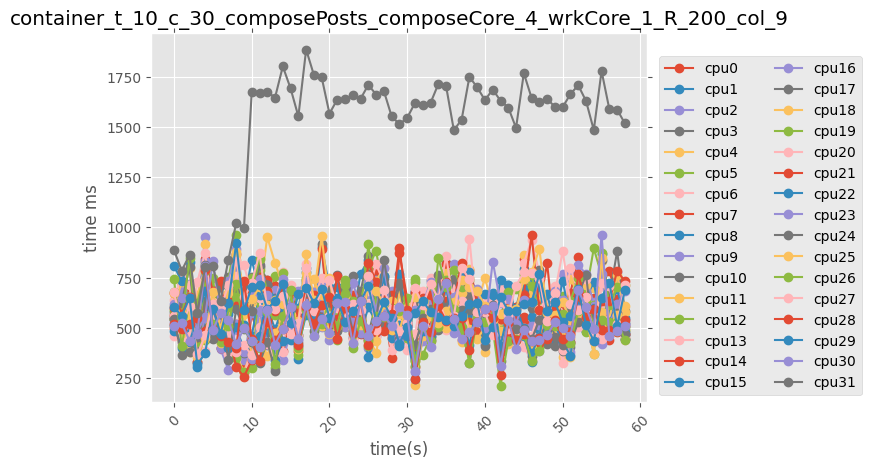 container_t_10_c_30_composePosts_composeCore_4_wrkCore_1_R_200_col_9
time ms
1750
1500
1250
1000
750
500
250
0
10
20
30
40
50
60
time(s)
cpu0
cpu1
cpu2
cpu3
cpu4
cpu5
cpu6
cpu7
cpu8
cpu9
cpu10
cpu11
cpu12
cpu13
cpu14
cpu15
cpu16
cpu17
cpu18
cpu19
cpu20
cpu21
cpu22
cpu23
cpu24
cpu25
cpu26
cpu27
cpu28
cpu29
cpu30
cpu31